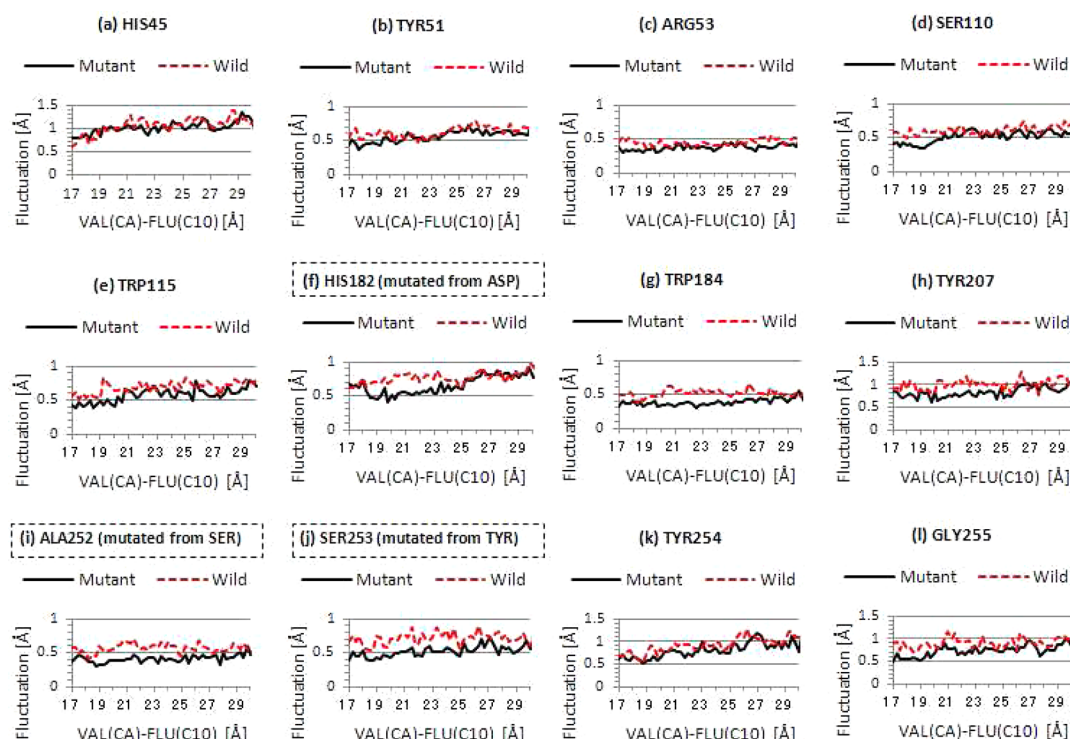 (a) HIS45
(b) TYR51
(c) ARG53
(d) SER110
Mutant Wild
Mutant Wild
Mutant Wild
Mutant Wild
Fluctuation [Å]
1.5
1
0.5
0
17 19 21 23 25 27 29
VAL(CA)-FLU(C10) [Å]
Fluctuation [Å]
1
0.5
0
17 19 21 23 25 27 29
VAL(CA)-FLU(C10) [Å]
Fluctuation [Å]
1
0.5
0
17 19 21 23 25 27 29
VAL(CA)-FLU(C10) [Å]
Fluctuation [Å]
1
0.5
0
17 19 21 23 25 27 29
VAL(CA)-FLU(C10) [Å]
(e) TRP115
(f) HIS182 (mutated from ASP)
(g) TRP184
(h) TYR207
Mutant Wild
Mutant Wild
Mutant Wild
Mutant Wild
Fluctuation [Å]
1
0.5
0
17 19 21 23 25 27 29
VAL(CA)-FLU(C10) [Å]
Fluctuation [Å]
1
0.5
0
17 19 21 23 25 27 29
VAL(CA)-FLU(C10) [Å]
Fluctuation [Å]
1
0.5
0
17 19 21 23 25 27 29
VAL(CA)-FLU(C10) [Å]
Fluctuation [Å]
1.5
1
0.5
0
17 19 21 23 25 27 29
VAL(CA)-FLU(C10) [Å]
(i) ALA252 (mutated from SER)
(j) SER253 (mutated from TYR)
(k) TYR254
(l) GLY255
Mutant Wild
Mutant Wild
Mutant Wild
Mutant Wild
Fluctuation [Å]
1
0.5
0
17 19 21 23 25 27 29
VAL(CA)-FLU(C10) [Å]
Fluctuation [Å]
1
0.5
0
17 19 21 23 25 27 29
VAL(CA)-FLU(C10) [Å]
Fluctuation [Å]
1.5
1
0.5
0
17 19 21 23 25 27 29
VAL(CA)-FLU(C10) [Å]
Fluctuation [Å]
1.5
1
0.5
0
17 19 21 23 25 27 29
VAL(CA)-FLU(C10) [Å]